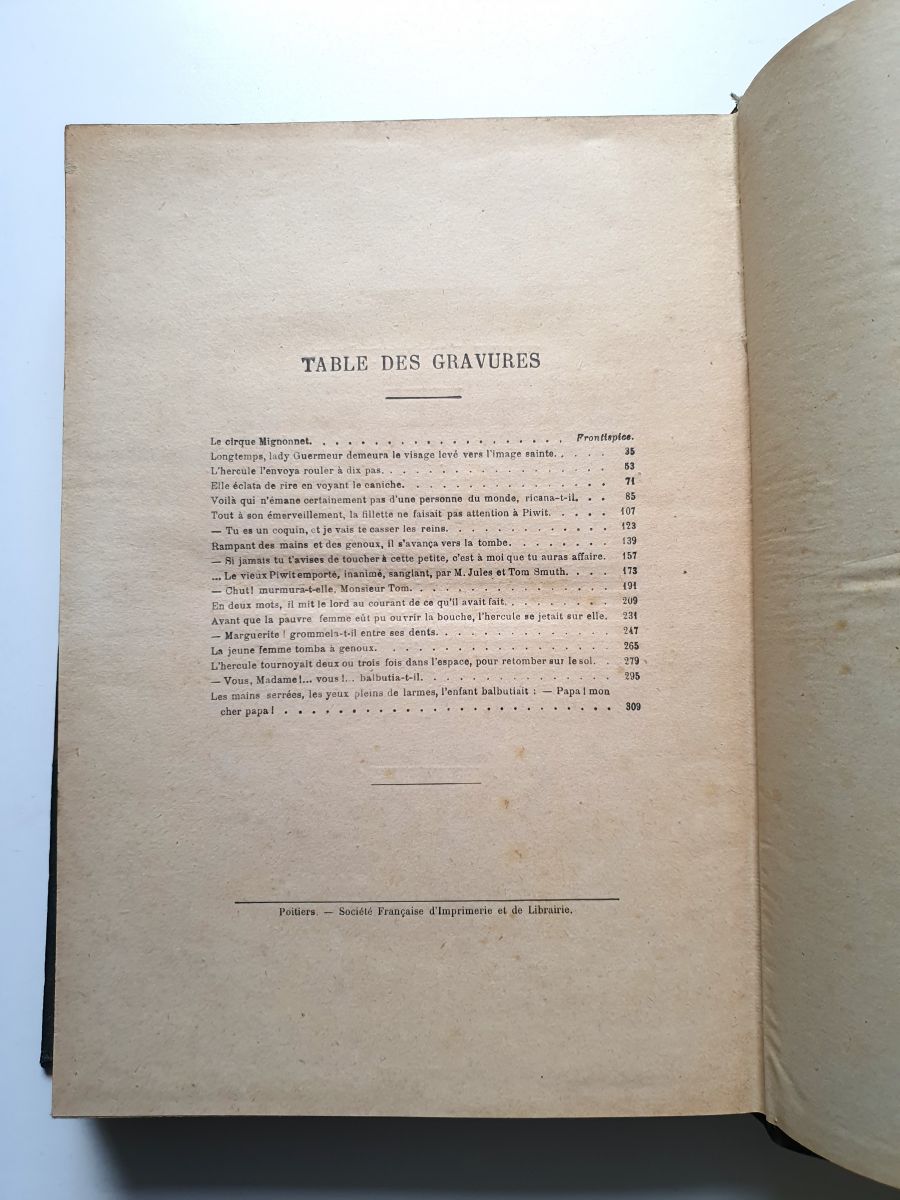 TABLE DES GRAVURES
Le cirque Mignonnet. . . . . . . . . . . . . . . . . . . Frontispice.
Longtemps, lady Guermeur demeura le visage levé vers l'image sainte. . . . . 35
L'hercule l'envoya rouler à dix pas. . . . . . . . . . . . . . . . . 53
Elle éclata de rire en voyant le caniche. . . . . . . . . . . . . . . 71
Voilà qui n'émane certainement pas d'une personne du monde, ricana-t-il. . . 85
Tout à son émerveillement, la fillette ne faisait pas attention à Piwit. . . . . 107
— Tu es un coquin, et je vais te casser les reins. . . . . . . . . . . . 123
Rampant des mains et des genoux, il s'avança vers la tombe. . . . . . . . 139
— Si jamais tu t'avises de toucher à cette petite, c'est à moi que tu auras affaire. 157
... Le vieux Piwit emporté, inanimé, sanglant, par M. Jules et Tom Smuth. . . . 173
— Chut! murmura-t-elle. Monsieur Tom. . . . . . . . . . . . . . . 191
En deux mots, il mit le lord au courant de ce qu'il avait fait. . . . . . . . 209
Avant que la pauvre femme eût pu ouvrir la bouche, l'hercule se jetait sur elle. 231
— Marguerite! grommela-t-il entre ses dents. . . . . . . . . . . . . 247
La jeune femme tomba à genoux. . . . . . . . . . . . . . . . . . 265
L'hercule tournoyait deux ou trois fois dans l'espace, pour retomber sur le sol. . 279
— Vous, Madame!... vous!.. balbutia-t-il. . . . . . . . . . . . . . . 295
Les mains serrées, les yeux pleins de larmes, l'enfant balbutiait : — Papa! mon
cher papa! . . . . . . . . . . . . . . . . . . . . . . . . . . 309
Poitiers. — Société Française d'Imprimerie et de Librairie.